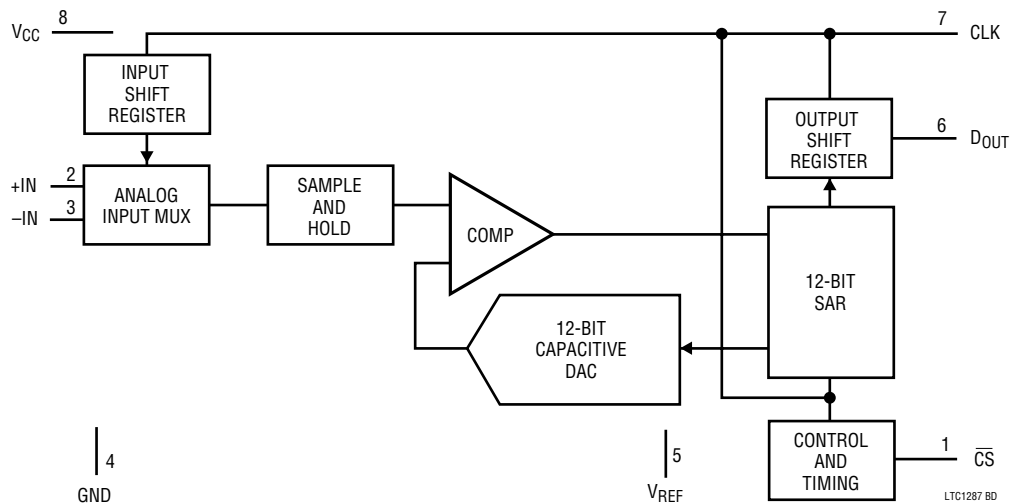 8
VCC
7
CLK
INPUT
SHIFT
REGISTER
OUTPUT
SHIFT
REGISTER
6
DOUT
2
+IN
3
–IN
ANALOG
INPUT MUX
SAMPLE
AND
HOLD
COMP
12-BIT
SAR
12-BIT
CAPACITIVE
DAC
4
GND
5
VREF
CONTROL
AND
TIMING
1
C̅S̅
LTC1287 BD